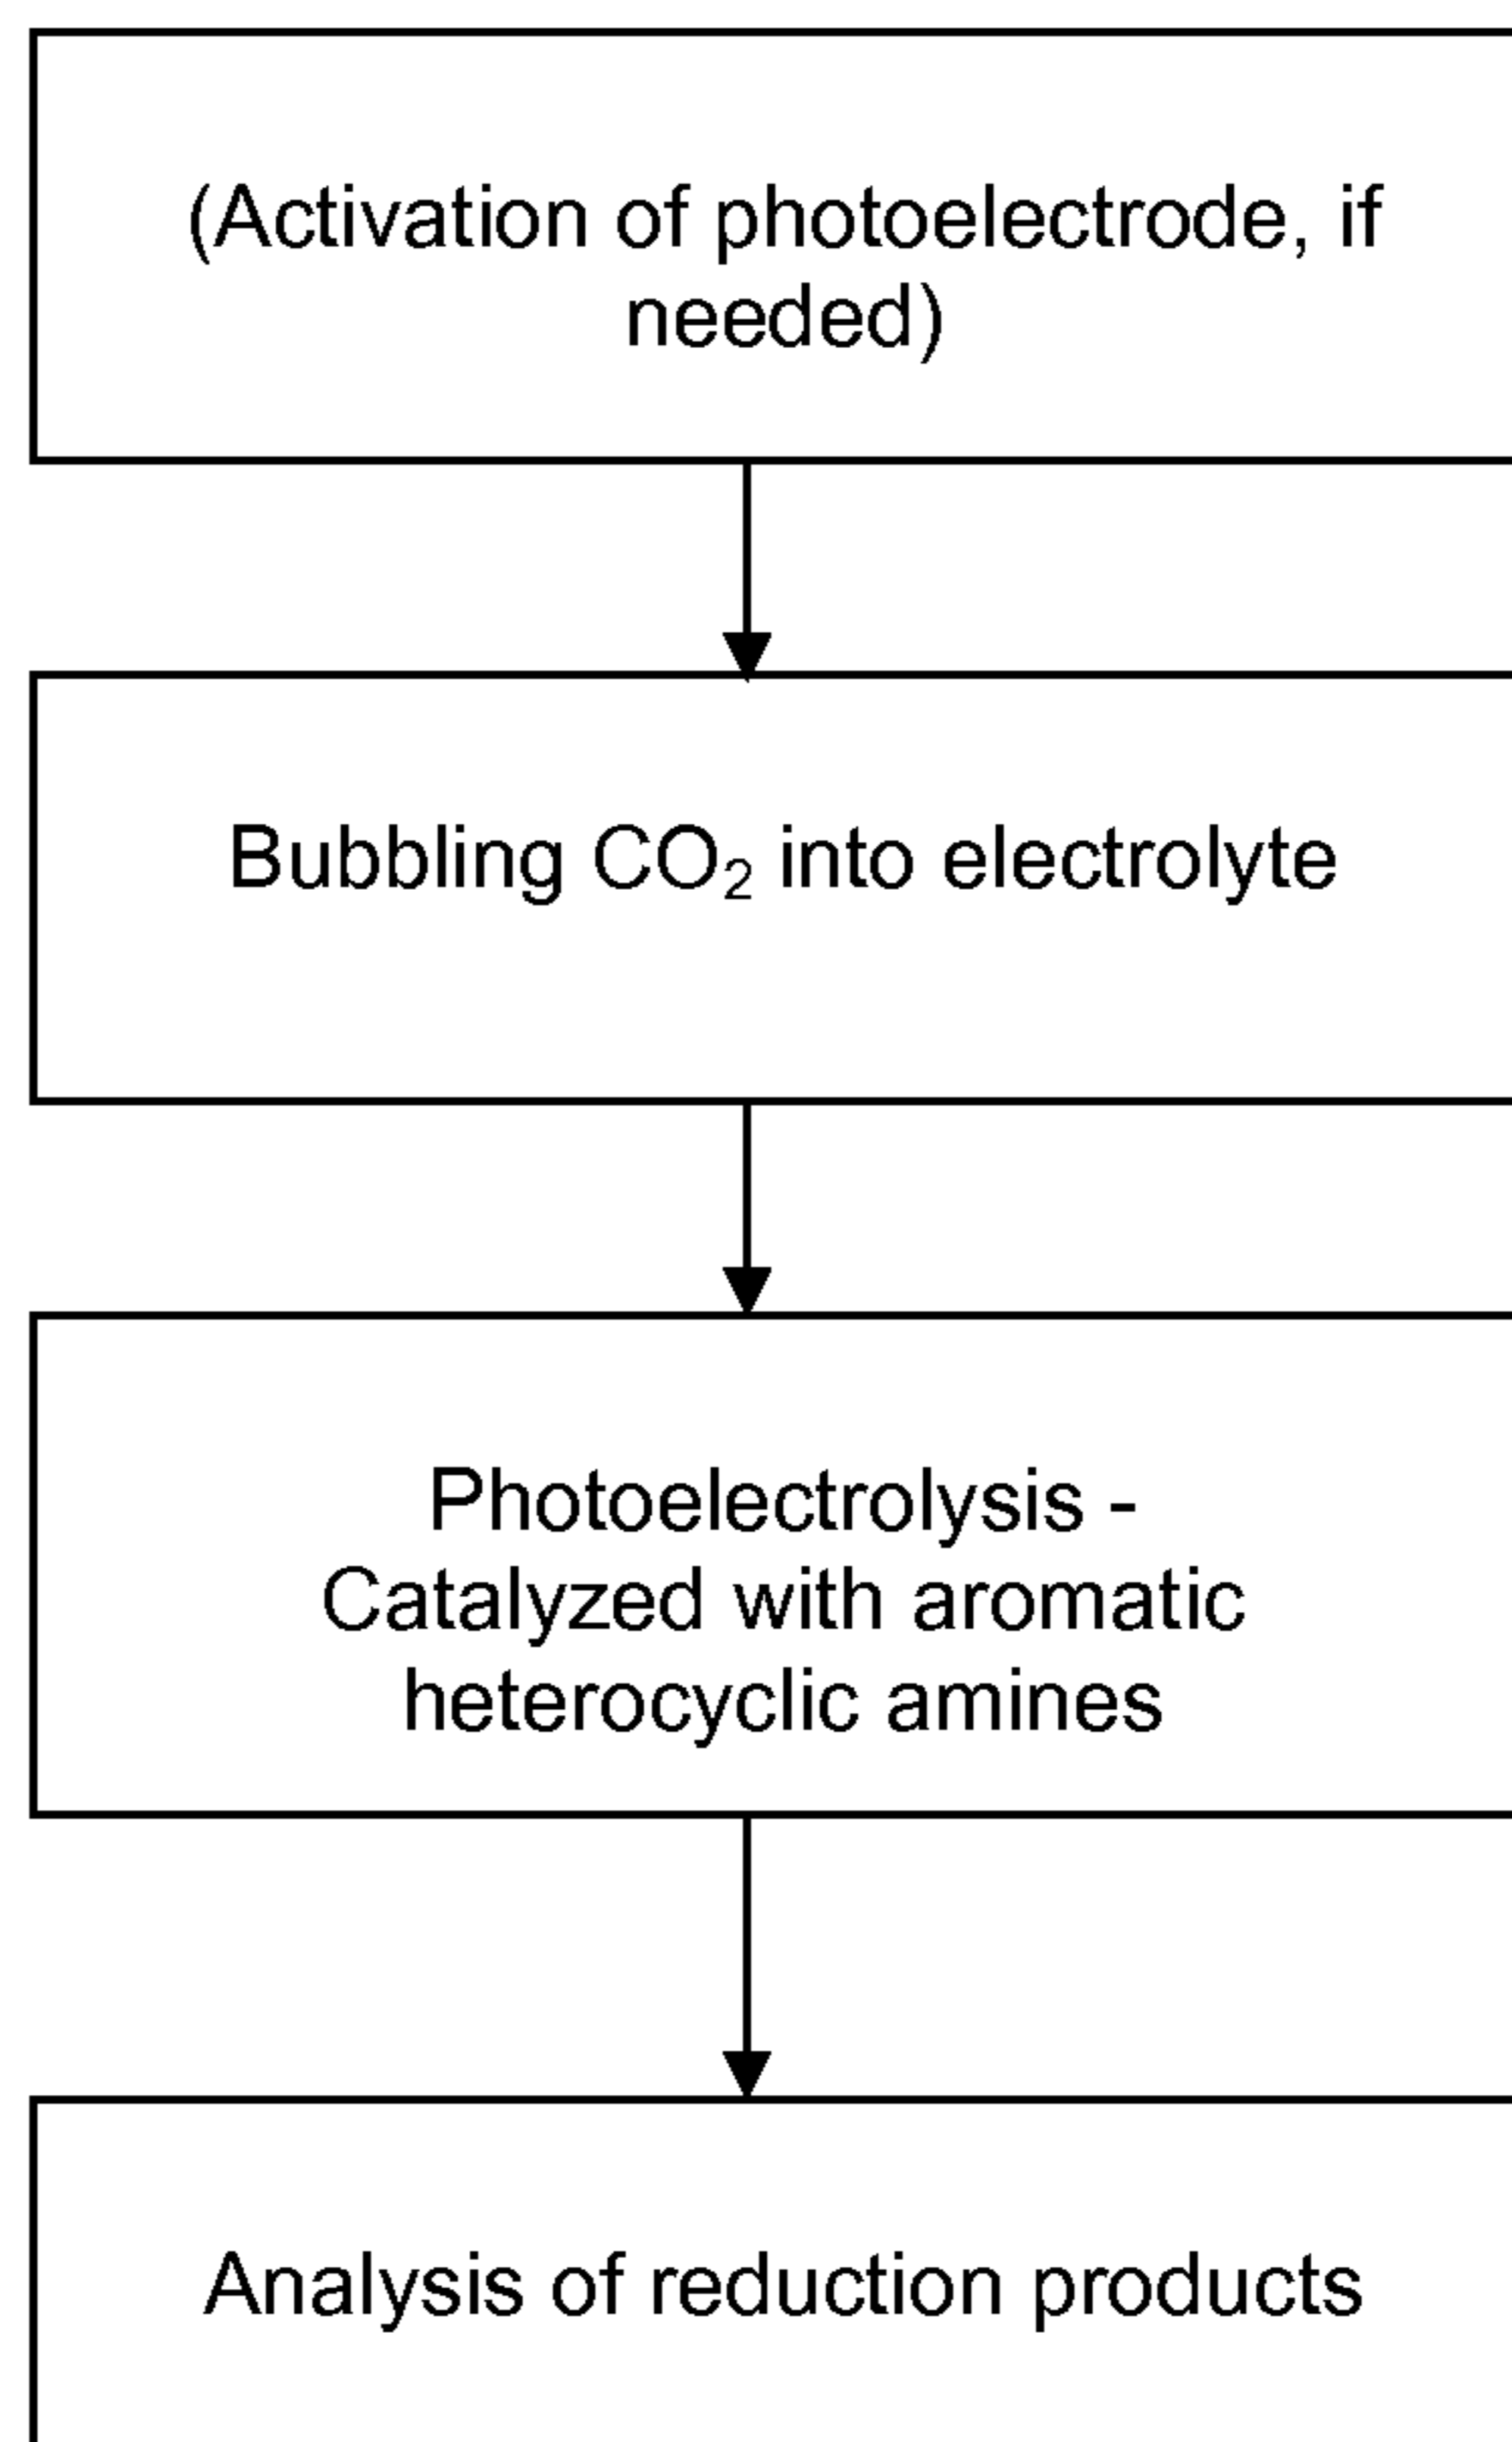 (Activation of photoelectrode, if
needed)
Bubbling CO₂ into electrolyte
Photoelectrolysis -
Catalyzed with aromatic
heterocyclic amines
Analysis of reduction products